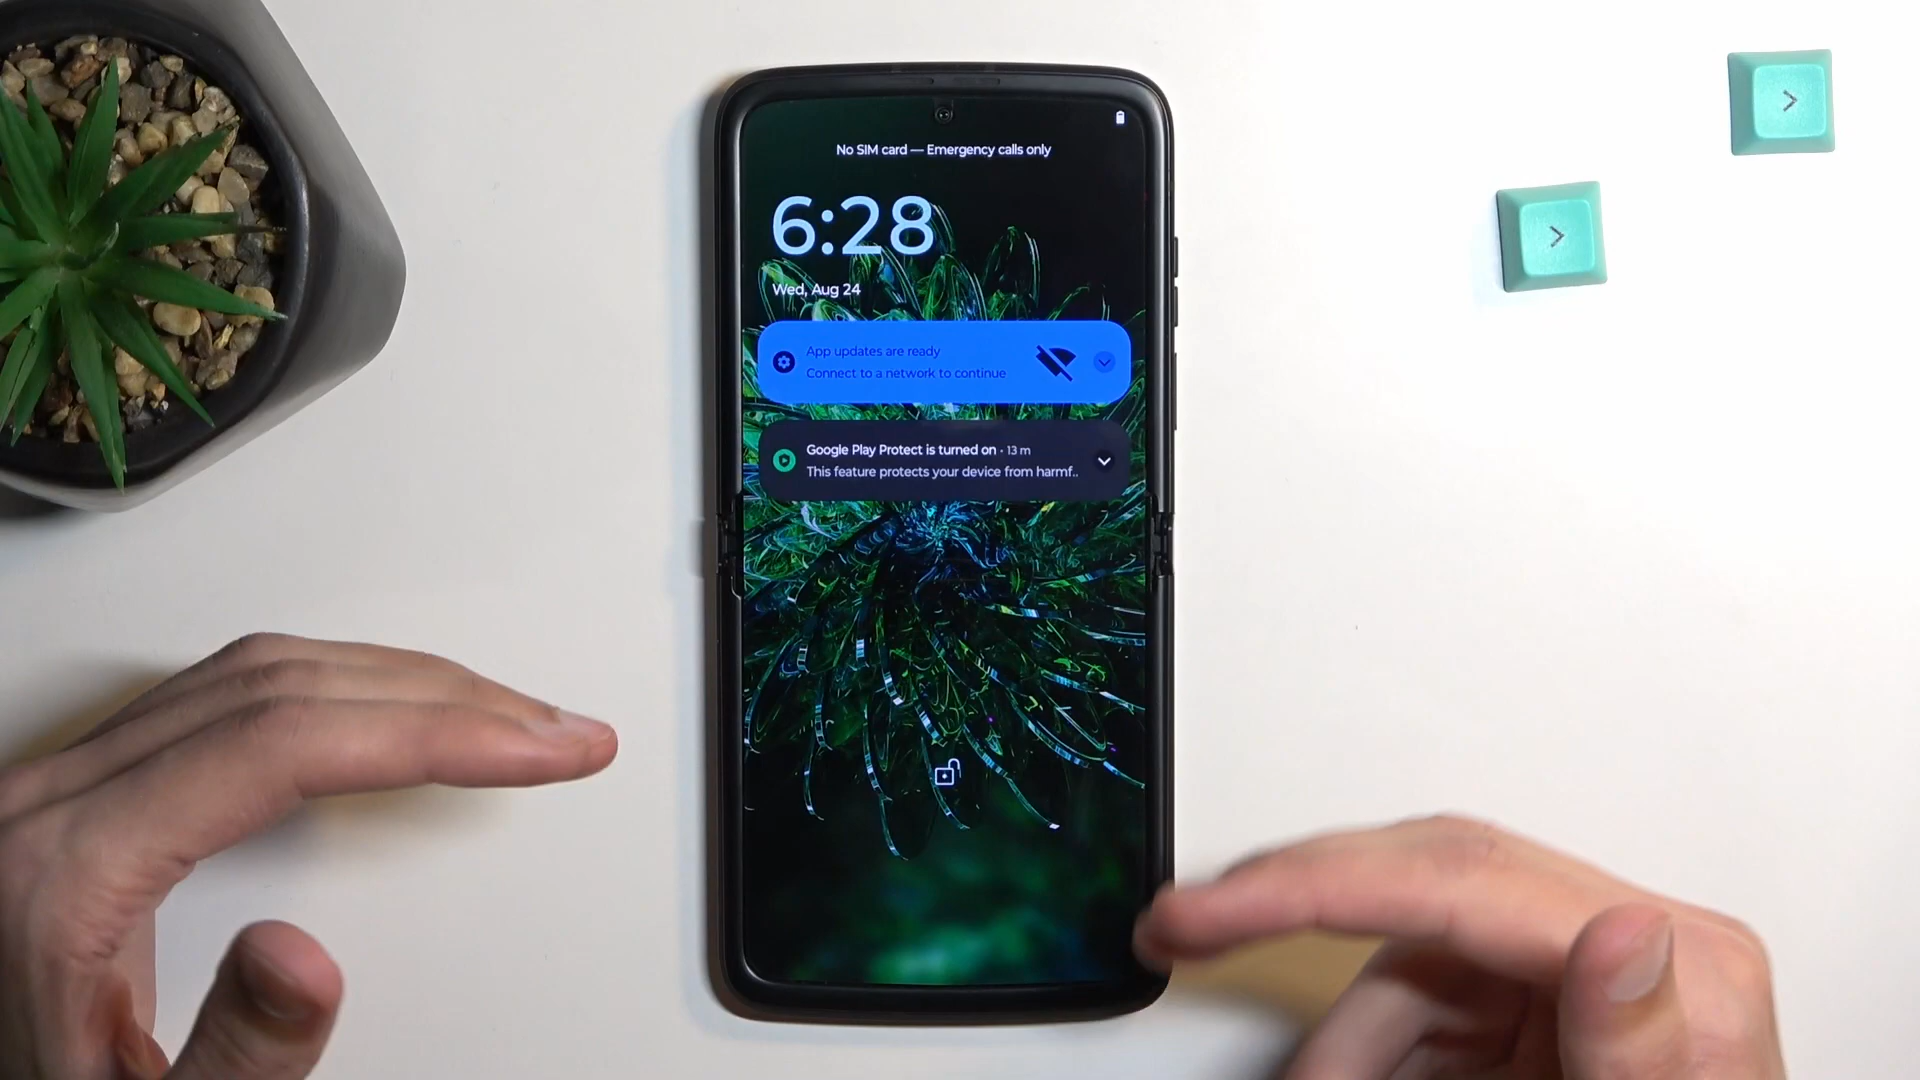 No SIM card — Emergency calls only
6:28
Wed, Aug 24
App updates are ready
Connect to a network to continue
Google Play Protect is turned on · 13 m
This feature protects your device from harmf..